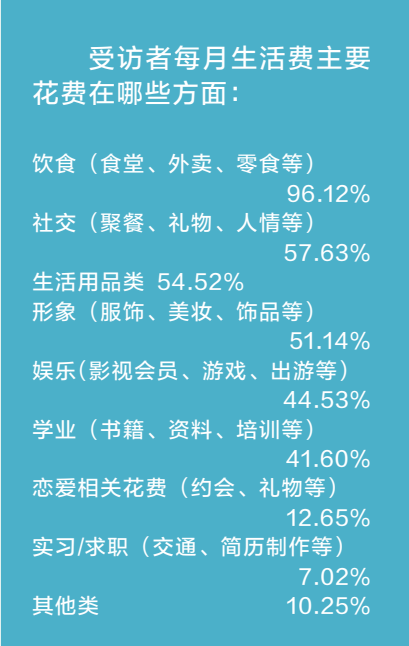 受访者每月生活费主要
花费在哪些方面：
饮食（食堂、外卖、零食等）
96.12%
社交（聚餐、礼物、人情等）
57.63%
生活用品类 54.52%
形象（服饰、美妆、饰品等）
51.14%
娱乐(影视会员、游戏、出游等）
44.53%
学业（书籍、资料、培训等）
41.60%
恋爱相关花费（约会、礼物等）
12.65%
实习/求职（交通、简历制作等）
7.02%
其他类 10.25%